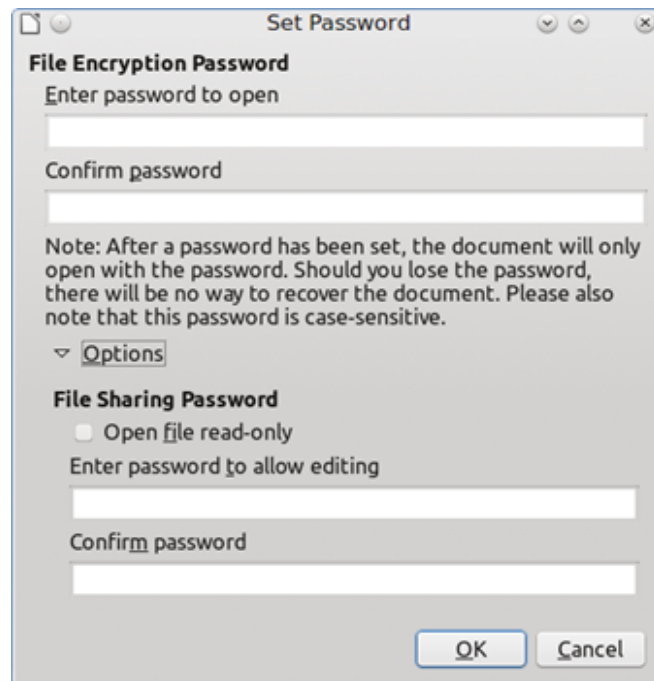 Set Password
File Encryption Password
Enter password to open
Confirm password
Note: After a password has been set, the document will only
open with the password. Should you lose the password,
there will be no way to recover the document. Please also
note that this password is case-sensitive.
Options
File Sharing Password
Open file read-only
Enter password to allow editing
Confirm password
OK
Cancel